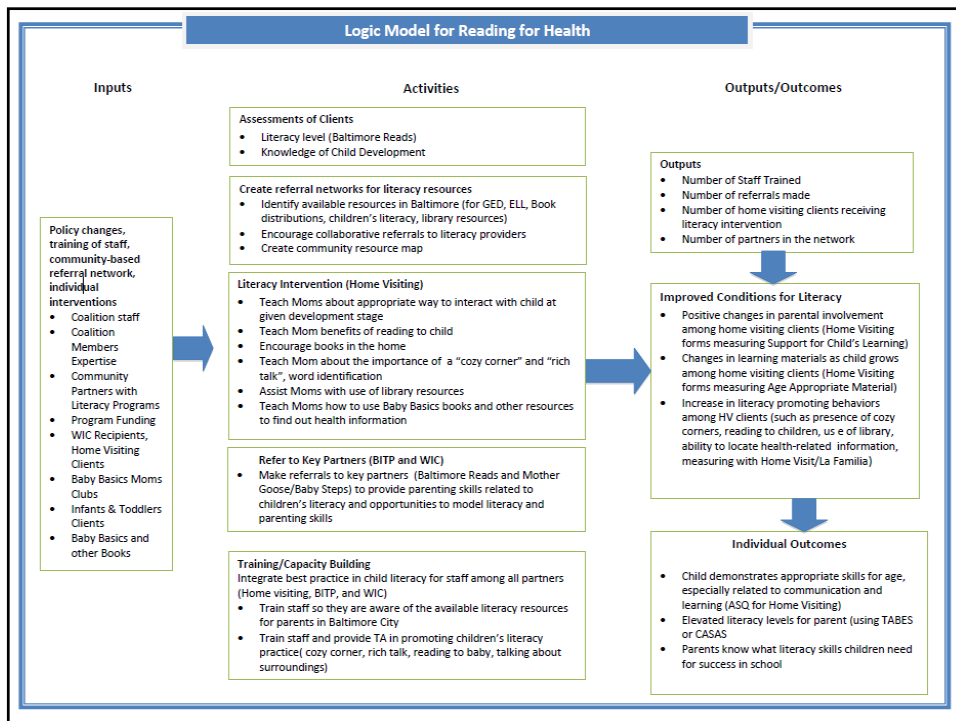 Logic Model for Reading for Health
Inputs
Activities
Outputs/Outcomes
Policy changes,
training of staff,
community-based
referral network,
individual
interventions
• Coalition staff
• Coalition
Members
Expertise
• Community
Partners with
Literacy Programs
• Program Funding
• WIC Recipients,
Home Visiting
Clients
• Baby Basics Moms
Clubs
• Infants & Toddlers
Clients
• Baby Basics and
other Books
Assessments of Clients
• Literacy level (Baltimore Reads)
• Knowledge of Child Development
Create referral networks for literacy resources
• Identify available resources in Baltimore (for GED, ELL, Book
distributions, children's literacy, library resources)
• Encourage collaborative referrals to literacy providers
• Create community resource map
Literacy Intervention (Home Visiting)
• Teach Moms about appropriate way to interact with child at
given development stage
• Teach Mom benefits of reading to child
• Encourage books in the home
• Teach Mom about the importance of a "cozy corner" and "rich
talk", word identification
• Assist Moms with use of library resources
• Teach Moms how to use Baby Basics books and other resources
to find out health information
Refer to Key Partners (BITP and WIC)
• Make referrals to key partners (Baltimore Reads and Mother
Goose/Baby Steps) to provide parenting skills related to
children's literacy and opportunities to model literacy and
parenting skills
Training/Capacity Building
Integrate best practice in child literacy for staff among all partners
(Home visiting, BITP, and WIC)
• Train staff so they are aware of the available literacy resources
for parents in Baltimore City
• Train staff and provide TA in promoting children's literacy
practice( cozy corner, rich talk, reading to baby, talking about
surroundings)
Outputs
• Number of Staff Trained
• Number of referrals made
• Number of home visiting clients receiving
literacy intervention
• Number of partners in the network
Improved Conditions for Literacy
• Positive changes in parental involvement
among home visiting clients (Home Visiting
forms measuring Support for Child's Learning)
• Changes in learning materials as child grows
among home visiting clients (Home Visiting
forms measuring Age Appropriate Material)
• Increase in literacy promoting behaviors
among HV clients (such as presence of cozy
corners, reading to children, us e of library,
ability to locate health-related information,
measuring with Home Visit/La Familia)
Individual Outcomes
• Child demonstrates appropriate skills for age,
especially related to communication and
learning (ASQ for Home Visiting)
• Elevated literacy levels for parent (using TABES
or CASAS
• Parents know what literacy skills children need
for success in school